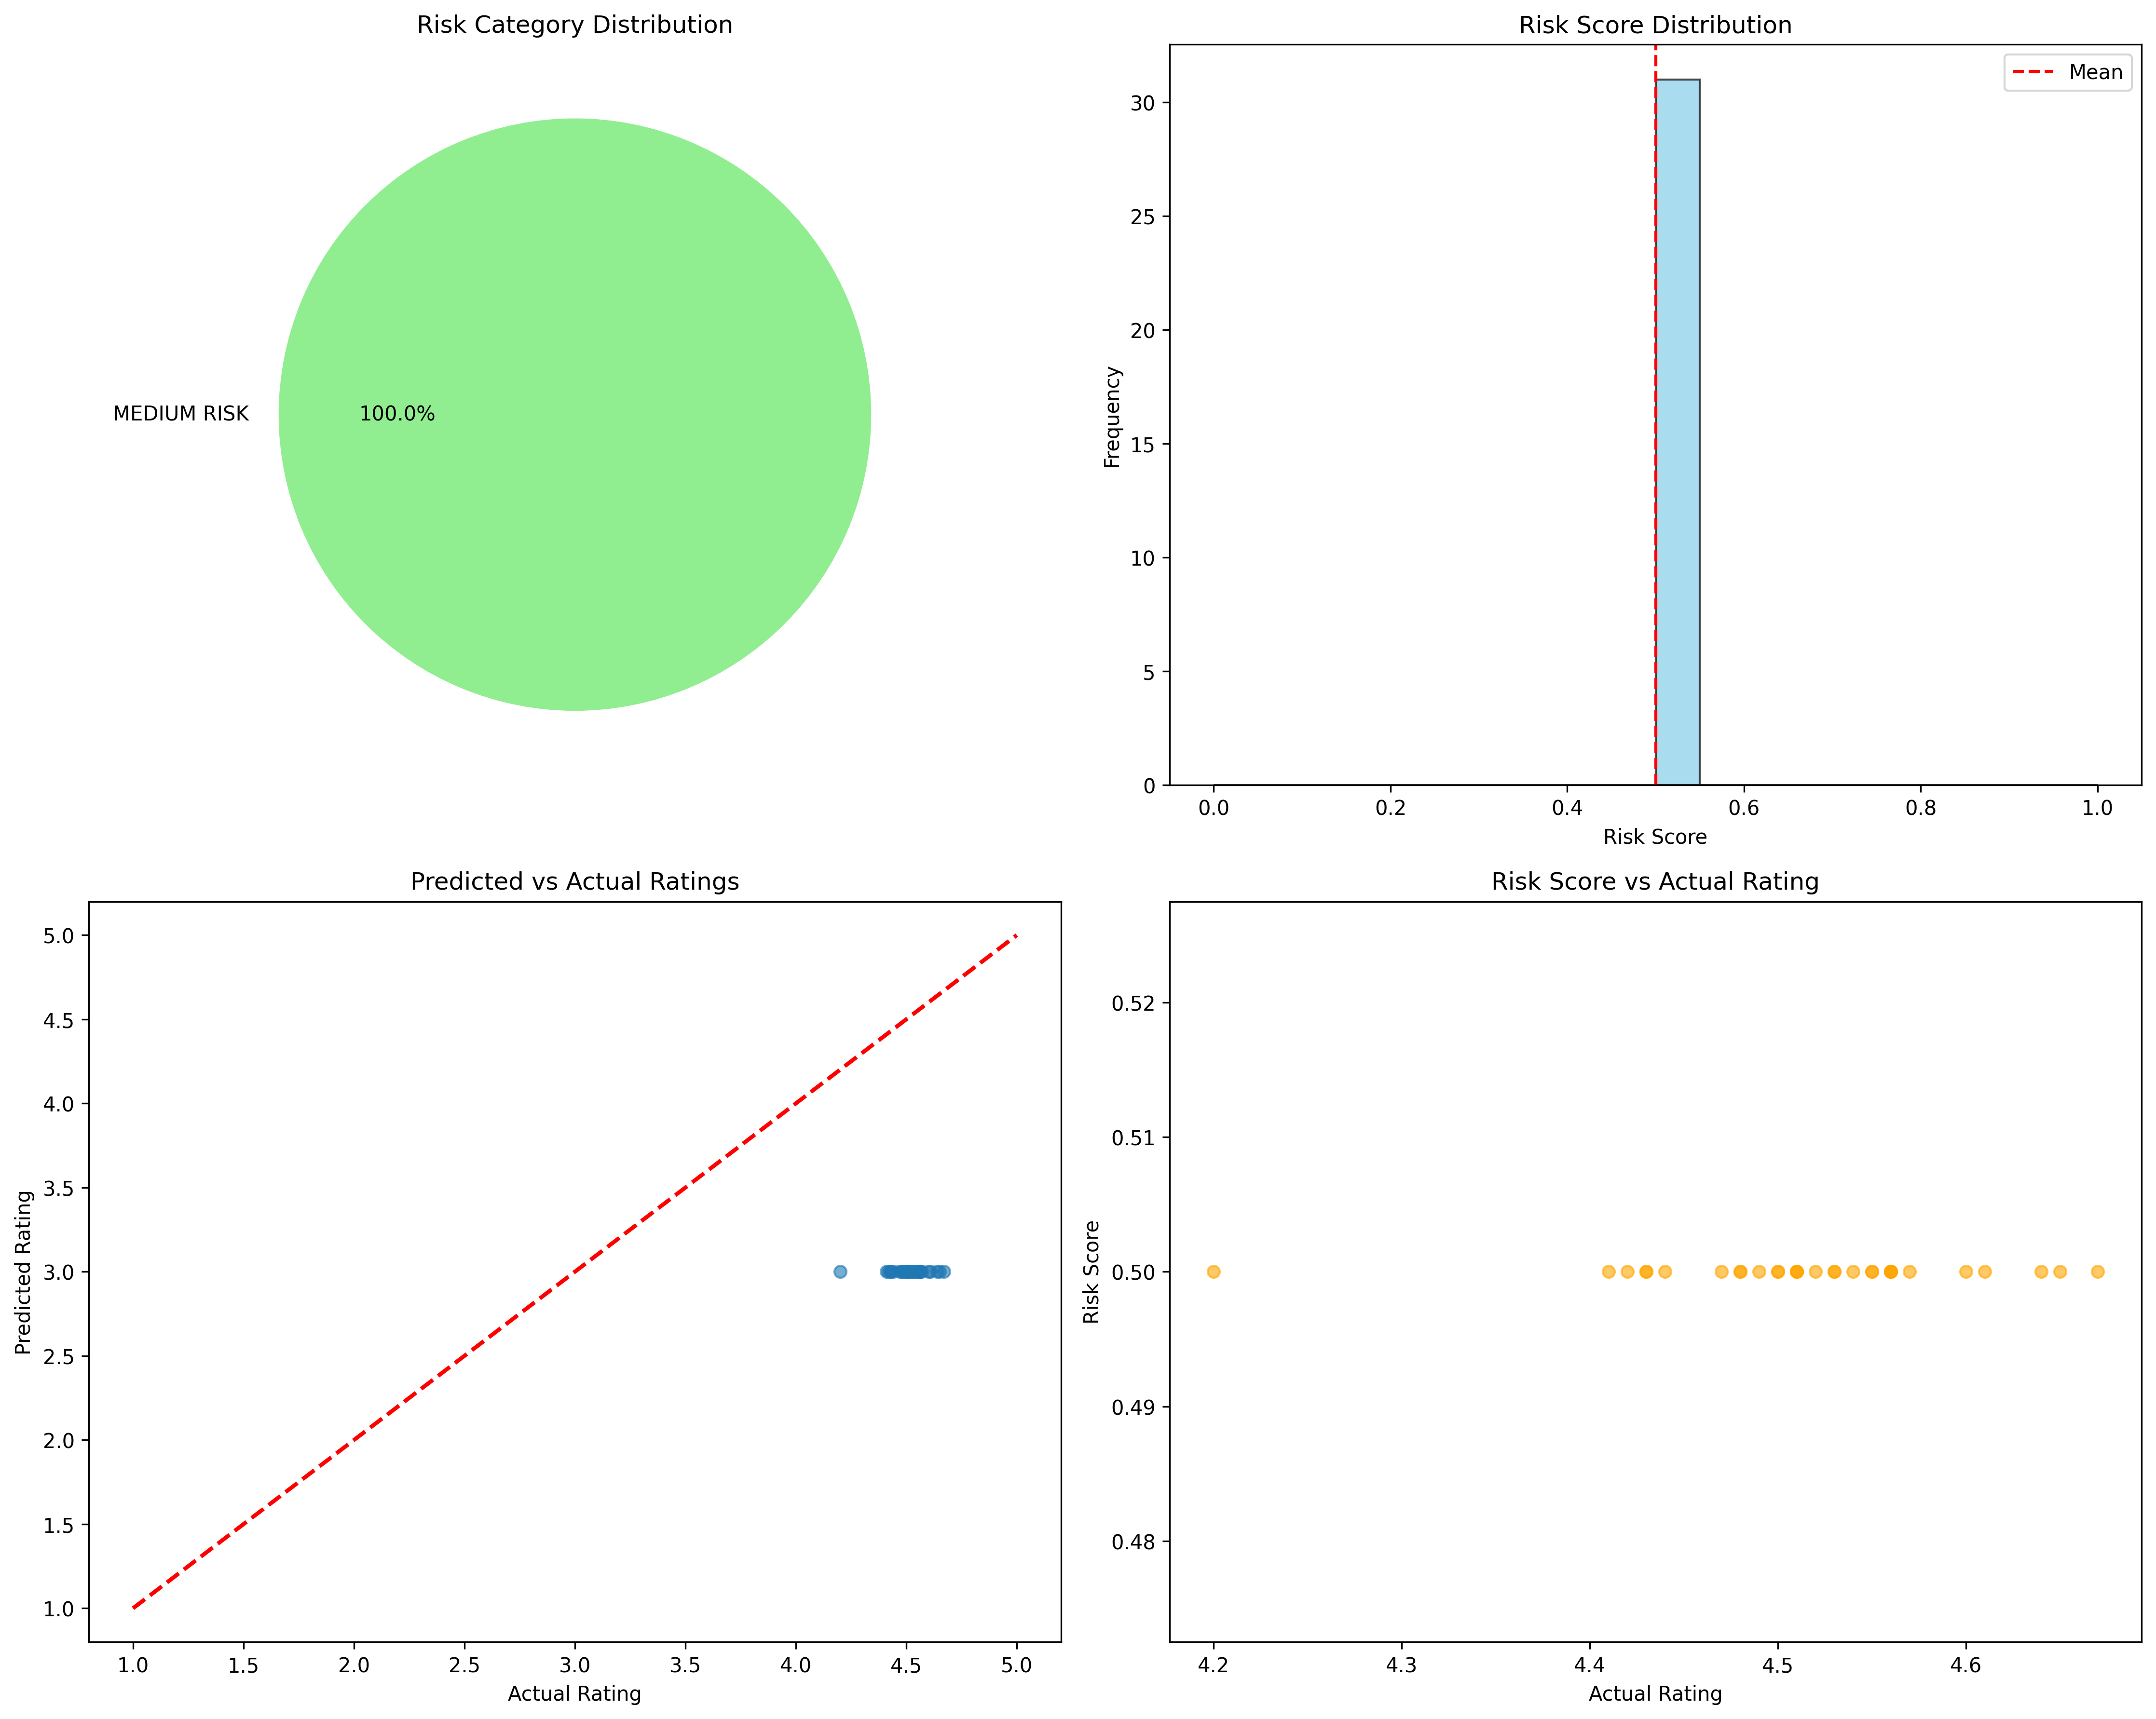 Risk Category Distribution
MEDIUM RISK
100.0%
Risk Score Distribution
Mean
Frequency
30
25
20
15
10
5
0
0.0 0.2 0.4 0.6 0.8 1.0
Risk Score
Predicted vs Actual Ratings
Predicted Rating
5.0
4.5
4.0
3.5
3.0
2.5
2.0
1.5
1.0
1.0 1.5 2.0 2.5 3.0 3.5 4.0 4.5 5.0
Actual Rating
Risk Score vs Actual Rating
Risk Score
0.52
0.51
0.50
0.49
0.48
4.2 4.3 4.4 4.5 4.6
Actual Rating